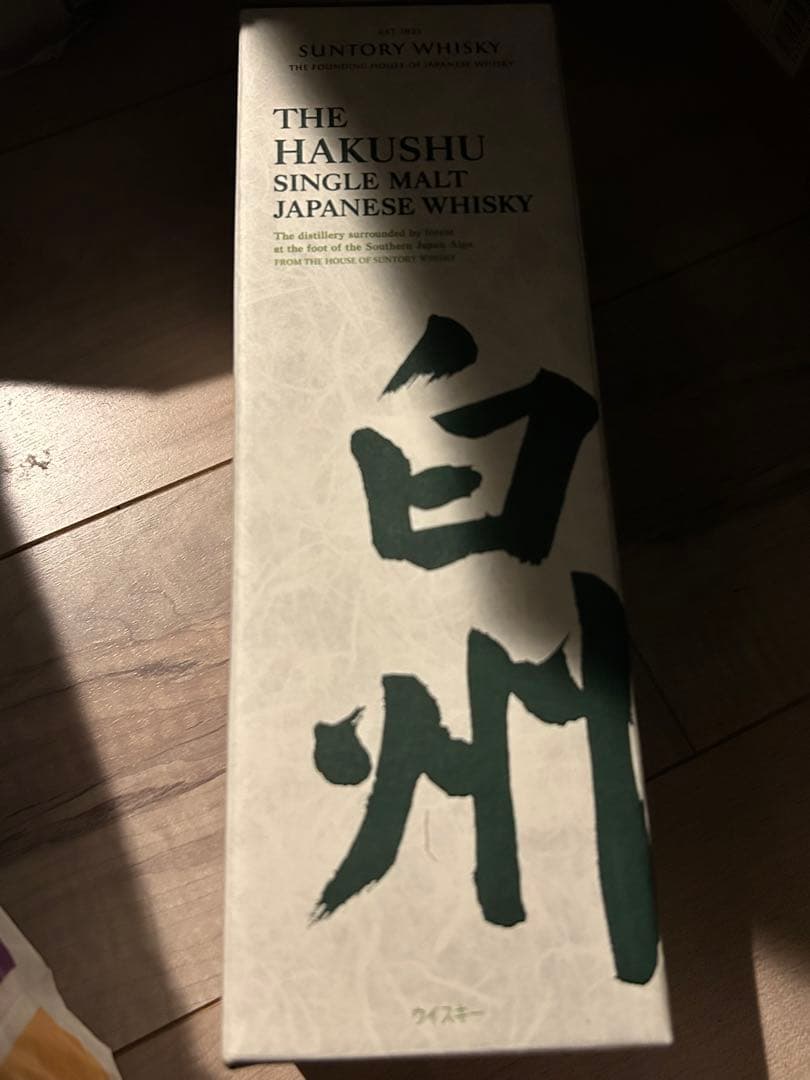 SUNTORY WHISKY
THE FOUNDING HOUSE OF JAPANESE WHISKY
THE
HAKUSHU
SINGLE MALT
JAPANESE WHISKY
The distillery surrounded by forest
at the foot of the Southern Japan Alps
FROM THE HOUSE OF SUNTORY WHISKY
白州
ウイスキー